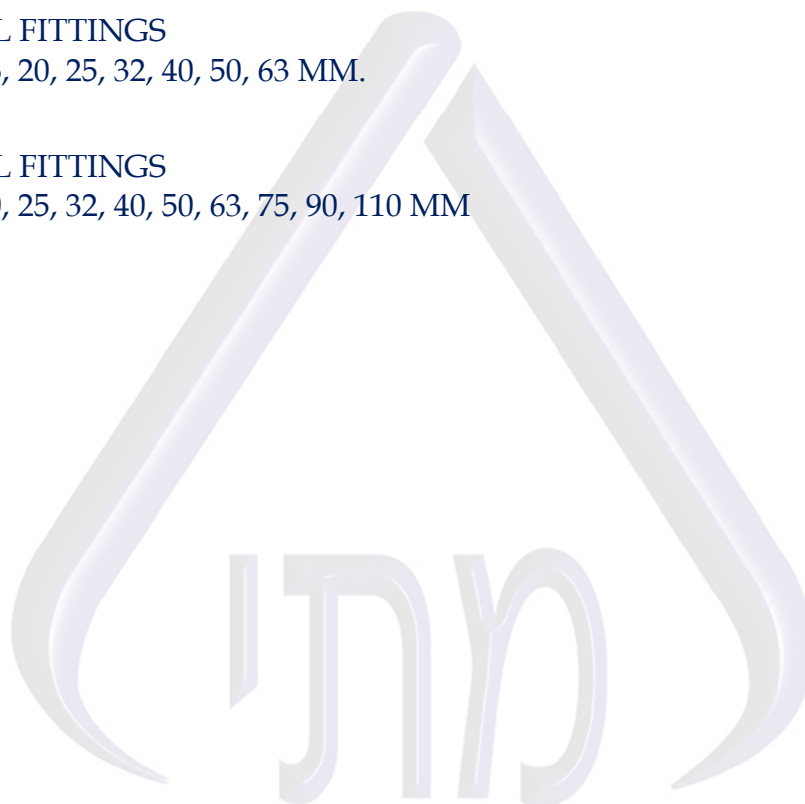 L FITTINGS
, 20, 25, 32, 40, 50, 63 MM.
L FITTINGS
, 25, 32, 40, 50, 63, 75, 90, 110 MM
מתי